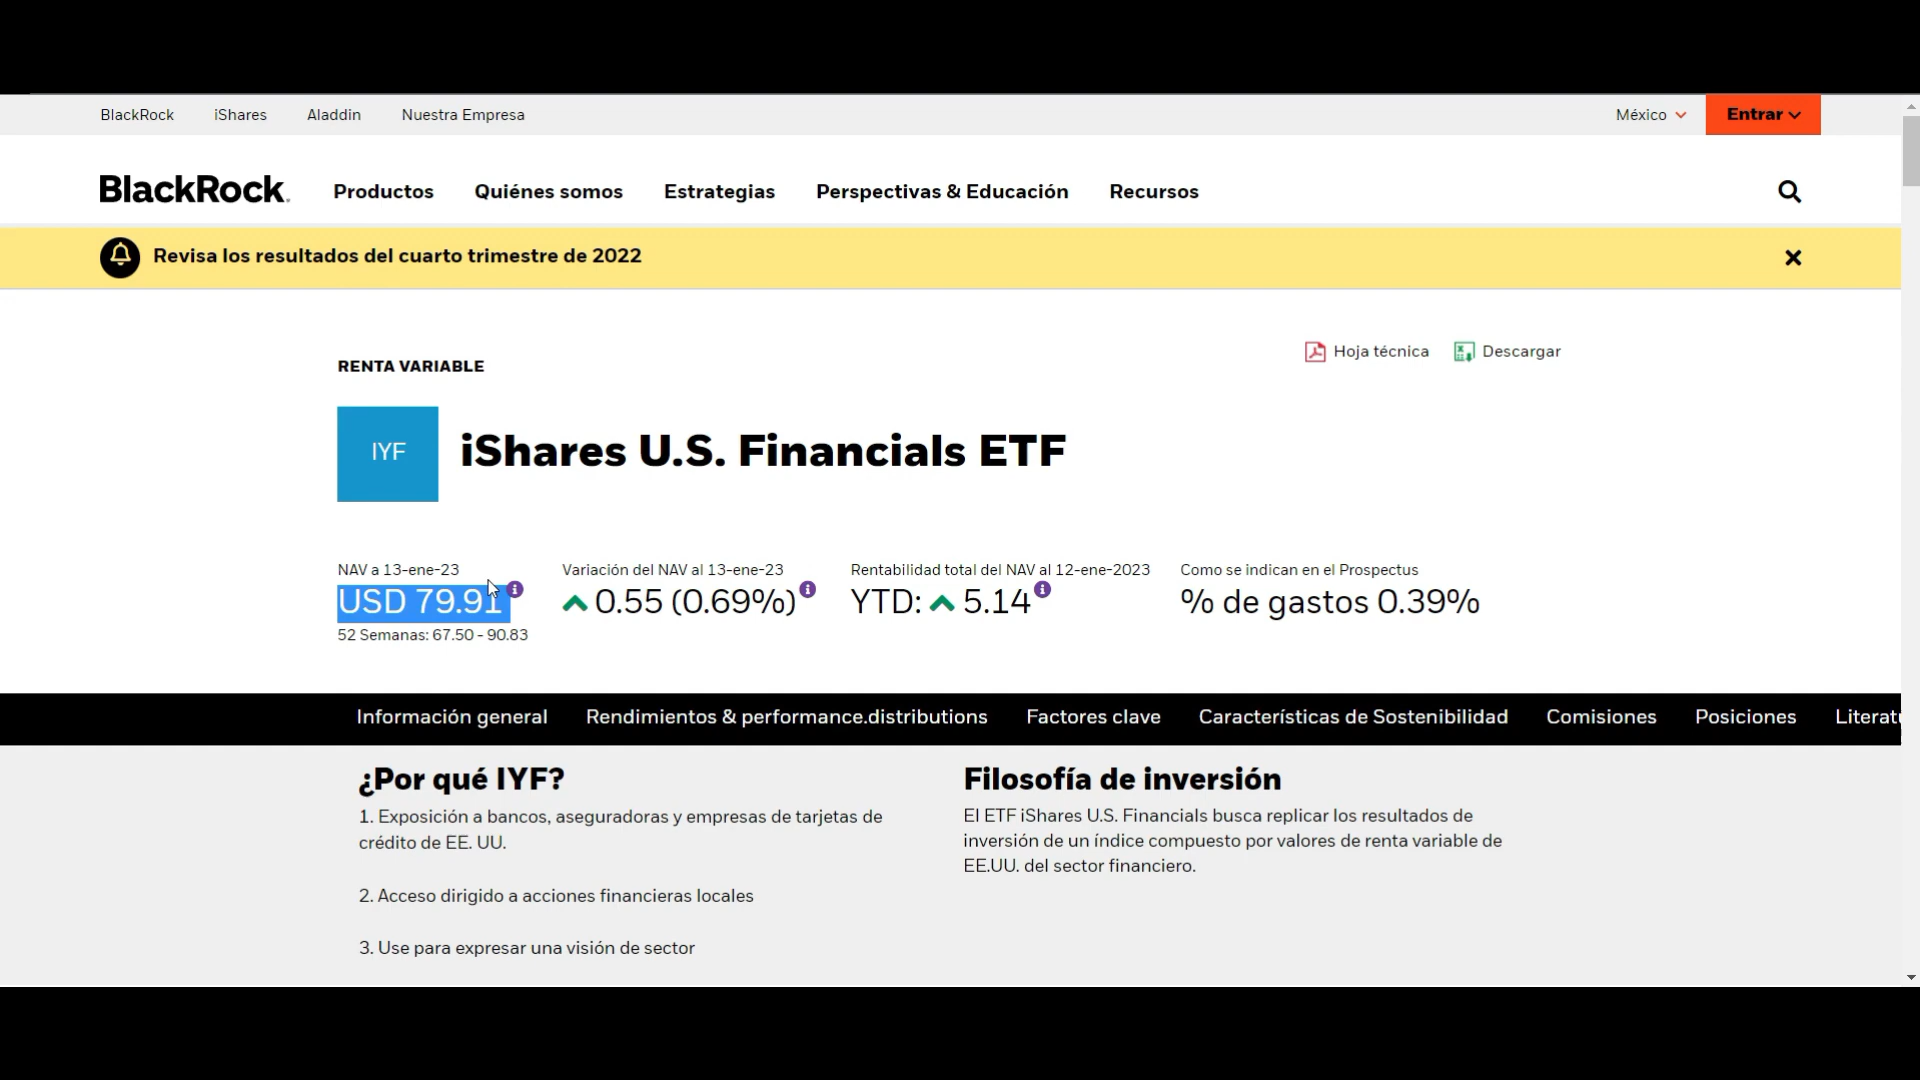 BlackRock iShares Aladdin Nuestra Empresa México Entrar
BlackRock. Productos Quiénes somos Estrategias Perspectivas & Educación Recursos
Revisa los resultados del cuarto trimestre de 2022
Hoja técnica Descargar
RENTA VARIABLE
IYF
iShares U.S. Financials ETF
NAV a 13-ene-23
USD 79.91
52 Semanas: 67.50 - 90.83
Variación del NAV al 13-ene-23
0.55 (0.69%)
Rentabilidad total del NAV al 12-ene-2023
YTD: 5.14
Como se indican en el Prospectus
% de gastos 0.39%
Información general Rendimientos & performance.distributions Factores clave Características de Sostenibilidad Comisiones Posiciones Literatu
¿Por qué IYF?
1. Exposición a bancos, aseguradoras y empresas de tarjetas de
crédito de EE. UU.
2. Acceso dirigido a acciones financieras locales
3. Use para expresar una visión de sector
Filosofía de inversión
El ETF iShares U.S. Financials busca replicar los resultados de
inversión de un índice compuesto por valores de renta variable de
EE.UU. del sector financiero.